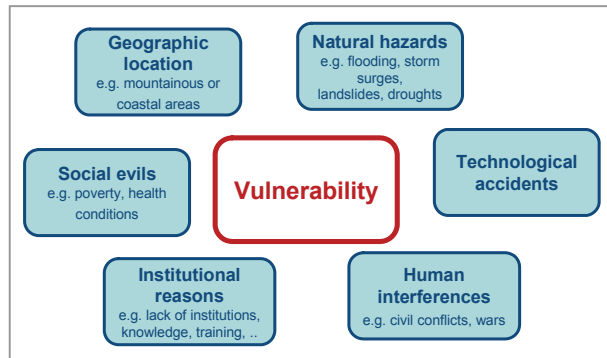 Geographic
location
e.g. mountainous or
coastal areas
Natural hazards
e.g. flooding, storm
surges,
landslides, droughts
Social evils
e.g. poverty, health
conditions
Vulnerability
Technological
accidents
Institutional
reasons
e.g. lack of institutions,
knowledge, training, ..
Human
interferences
e.g. civil conflicts, wars